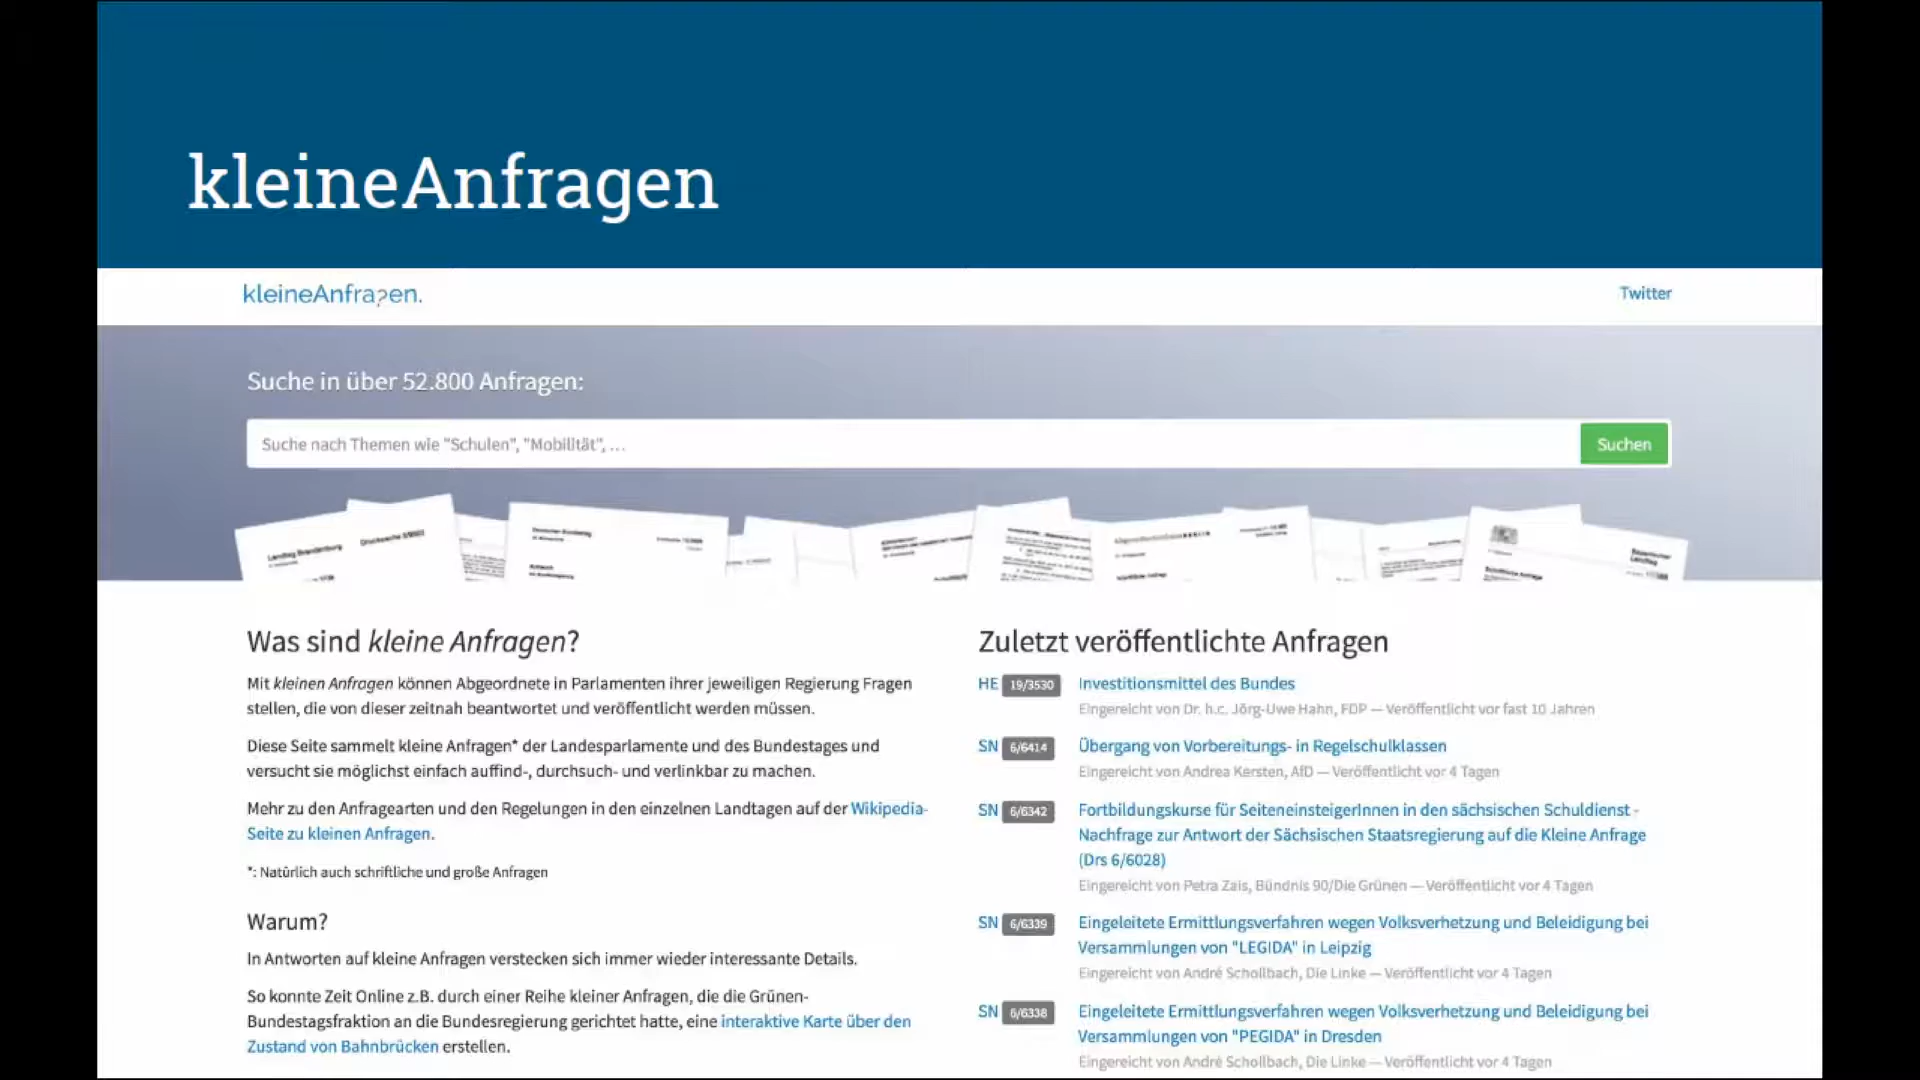 kleineAnfragen
kleineAnfra?en.
Twitter
Suche in über 52.800 Anfragen:
Suche nach Themen wie "Schulen", "Mobilität", …
Suchen
Landtag Brandenburg
Deutscher Bundestag
Bayerischer
Landtag
Was sind kleine Anfragen?
Mit kleinen Anfragen können Abgeordnete in Parlamenten ihrer jeweiligen Regierung Fragen
stellen, die von dieser zeitnah beantwortet und veröffentlicht werden müssen.
Diese Seite sammelt kleine Anfragen* der Landesparlamente und des Bundestages und
versucht sie möglichst einfach auffind-, durchsuch- und verlinkbar zu machen.
Mehr zu den Anfragearten und den Regelungen in den einzelnen Landtagen auf der Wikipedia-
Seite zu kleinen Anfragen.
*: Natürlich auch schriftliche und große Anfragen
Warum?
In Antworten auf kleine Anfragen verstecken sich immer wieder interessante Details.
So konnte Zeit Online z.B. durch einer Reihe kleiner Anfragen, die die Grünen-
Bundestagsfraktion an die Bundesregierung gerichtet hatte, eine interaktive Karte über den
Zustand von Bahnbrücken erstellen.
Zuletzt veröffentlichte Anfragen
HE 19/3530 Investitionsmittel des Bundes
Eingereicht von Dr. h.c. Jörg-Uwe Hahn, FDP — Veröffentlicht vor fast 10 Jahren
SN 6/6414 Übergang von Vorbereitungs- in Regelschulklassen
Eingereicht von Andrea Kersten, AfD — Veröffentlicht vor 4 Tagen
SN 6/6342 Fortbildungskurse für SeiteneinsteigerInnen in den sächsischen Schuldienst -
Nachfrage zur Antwort der Sächsischen Staatsregierung auf die Kleine Anfrage
(Drs 6/6028)
Eingereicht von Petra Zais, Bündnis 90/Die Grünen — Veröffentlicht vor 4 Tagen
SN 6/6339 Eingeleitete Ermittlungsverfahren wegen Volksverhetzung und Beleidigung bei
Versammlungen von "LEGIDA" in Leipzig
Eingereicht von André Schollbach, Die Linke — Veröffentlicht vor 4 Tagen
SN 6/6338 Eingeleitete Ermittlungsverfahren wegen Volksverhetzung und Beleidigung bei
Versammlungen von "PEGIDA" in Dresden
Eingereicht von André Schollbach, Die Linke — Veröffentlicht vor 4 Tagen